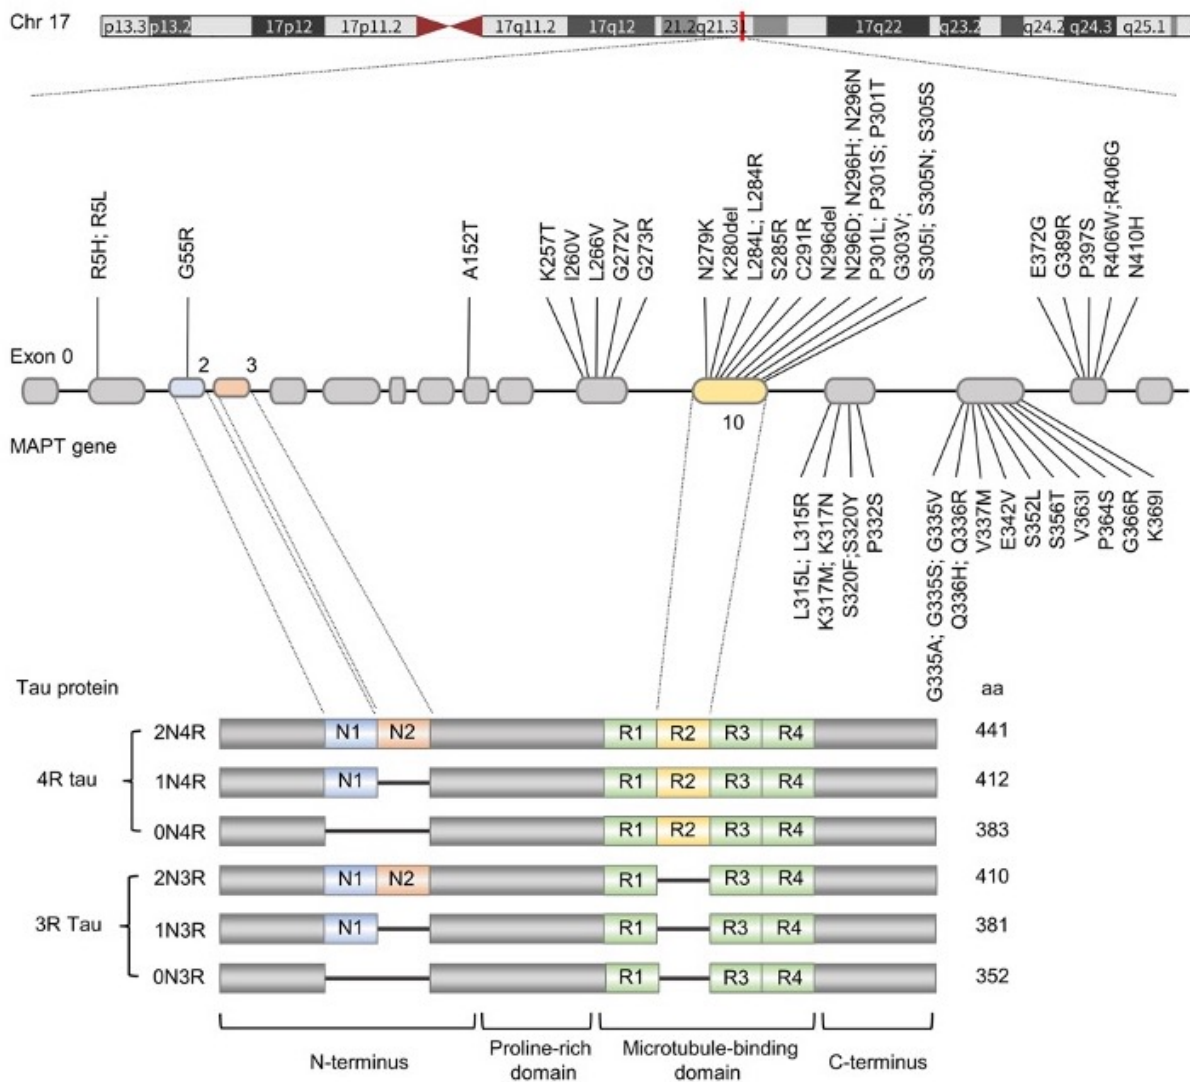 Chr 17
p13.3
p13.2
17p12
17p11.2
17q11.2
17q12
21.2
q21.31
17q22
q23.2
q24.2
q24.3
q25.1
R5H; R5L
G55R
A152T
K257T
I260V
L266V
G272V
G273R
N279K
K280del
L284L; L284R
S285R
C291R
N296del
N296D; N296H; N296N
P301L; P301S; P301T
G303V;
S305I; S305N; S305S
E372G
G389R
P397S
R406W;R406G
N410H
Exon 0
2
3
10
MAPT gene
L315L; L315R
K317M; K317N
S320F;S320Y
P332S
G335A; G335S; G335V
Q336H; Q336R
V337M
E342V
S352L
S356T
V363I
P364S
G366R
K369I
Tau protein
aa
2N4R
N1
N2
R1
R2
R3
R4
441
4R tau
1N4R
N1
R1
R2
R3
R4
412
0N4R
R1
R2
R3
R4
383
2N3R
N1
N2
R1
R3
R4
410
3R Tau
1N3R
N1
R1
R3
R4
381
0N3R
R1
R3
R4
352
N-terminus
Proline-rich
domain
Microtubule-binding
domain
C-terminus